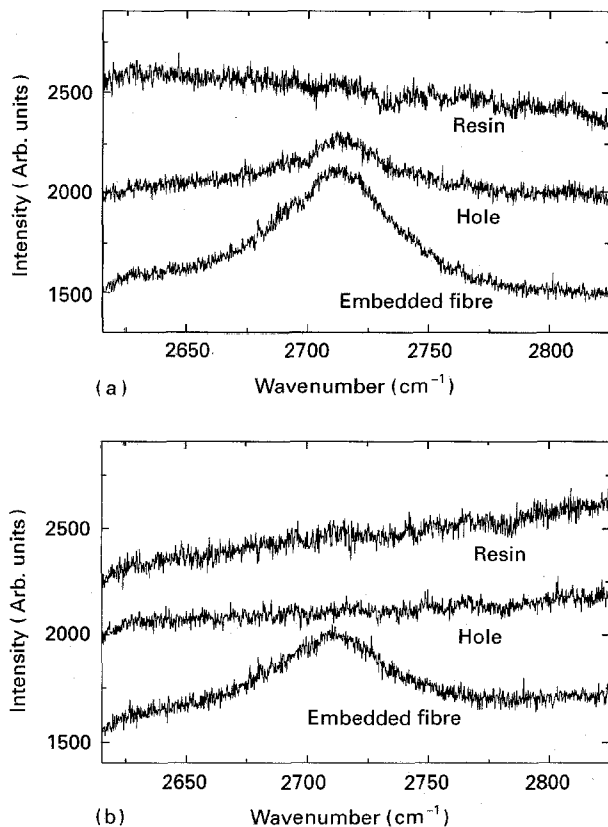 Intensity (Arb. units)
2500
2000
1500
Resin
Hole
Embedded fibre
2650
2700
2750
2800
(a)
Wavenumber (cm⁻¹)
Intensity (Arb. units)
2500
2000
1500
Resin
Hole
Embedded fibre
2650
2700
2750
2800
(b)
Wavenumber (cm⁻¹)